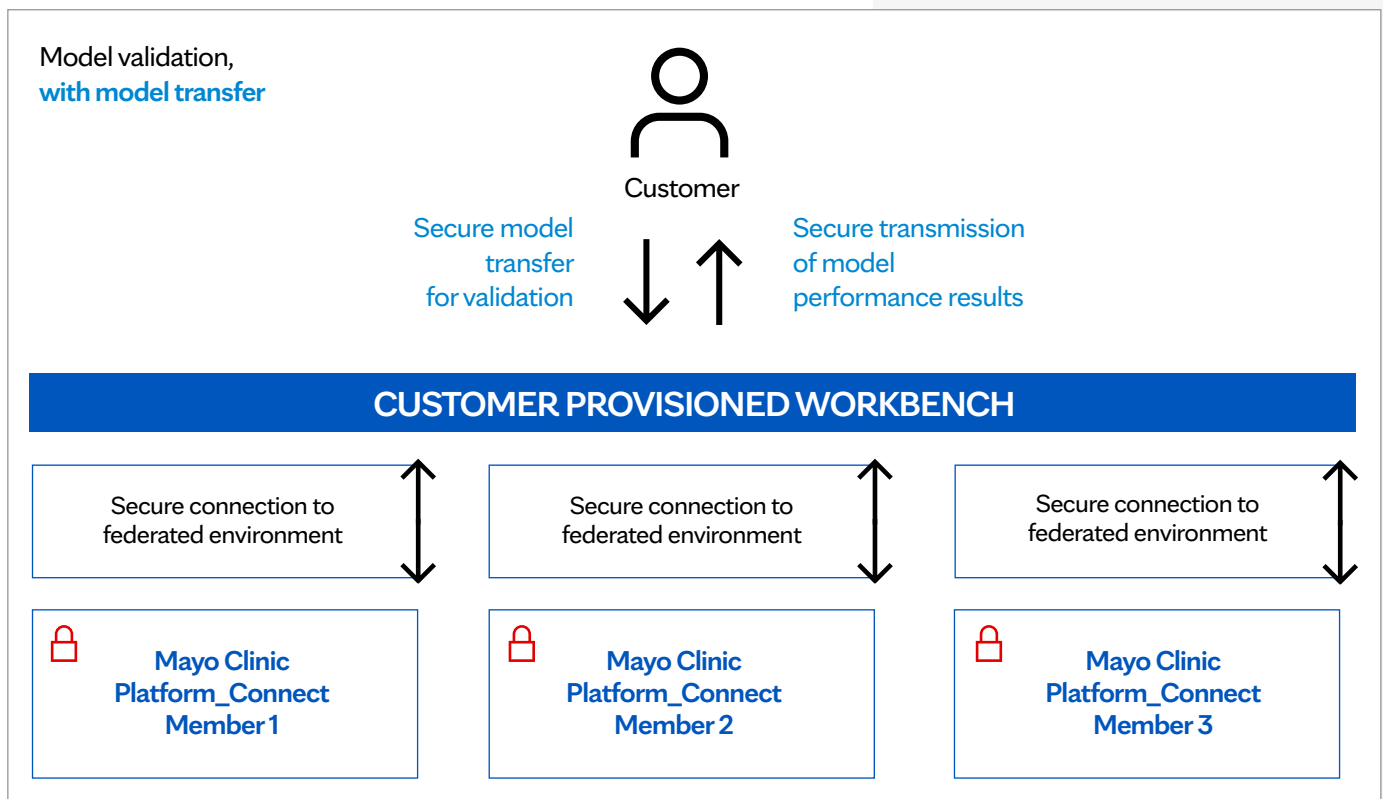 Model validation,
with model transfer
Customer
Secure model
transfer
for validation
Secure transmission
of model
performance results
CUSTOMER PROVISIONED WORKBENCH
Secure connection to
federated environment
Secure connection to
federated environment
Secure connection to
federated environment
Mayo Clinic
Platform_Connect
Member 1
Mayo Clinic
Platform_Connect
Member 2
Mayo Clinic
Platform_Connect
Member 3